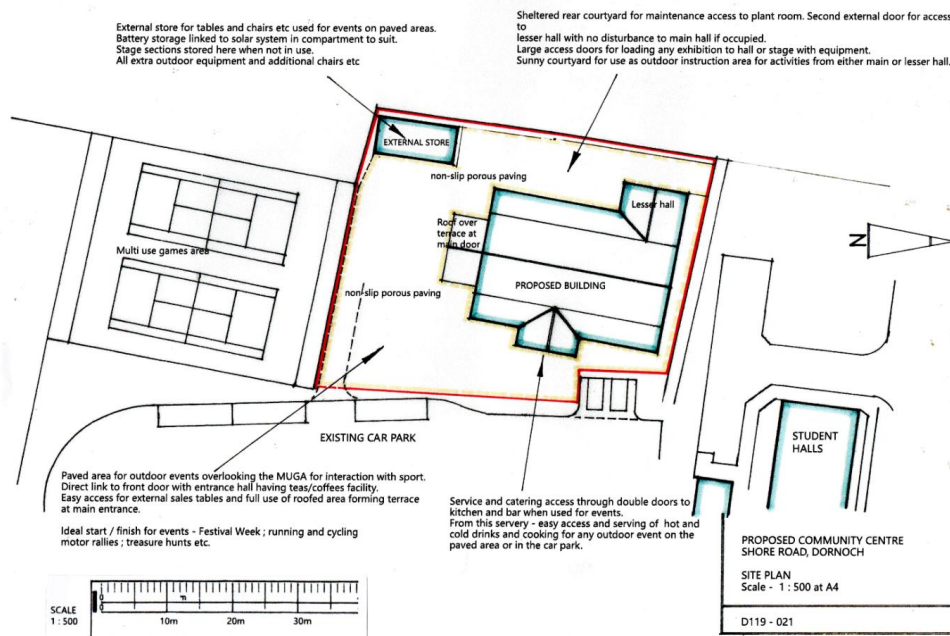 External store for tables and chairs etc used for events on paved areas.
Battery storage linked to solar system in compartment to suit.
Stage sections stored here when not in use.
All extra outdoor equipment and additional chairs etc
Sheltered rear courtyard for maintenance access to plant room. Second external door for access
to
lesser hall with no disturbance to main hall if occupied.
Large access doors for loading any exhibition to hall or stage with equipment.
Sunny courtyard for use as outdoor instruction area for activities from either main or lesser hall.
EXTERNAL STORE
non-slip porous paving
Lesser hall
Roof over
terrace at
main door
N
Multi use games area
PROPOSED BUILDING
non-slip porous paving
EXISTING CAR PARK
STUDENT
HALLS
Paved area for outdoor events overlooking the MUGA for interaction with sport.
Direct link to front door with entrance hall having teas/coffees facility.
Easy access for external sales tables and full use of roofed area forming terrace
at main entrance.
Ideal start / finish for events - Festival Week ; running and cycling
motor rallies ; treasure hunts etc.
Service and catering access through double doors to
kitchen and bar when used for events.
From this servery - easy access and serving of hot and
cold drinks and cooking for any outdoor event on the
paved area or in the car park.
PROPOSED COMMUNITY CENTRE
SHORE ROAD, DORNOCH
SITE PLAN
Scale - 1 : 500 at A4
D119 - 021
SCALE
1 : 500
0
m
10m
20m
30m